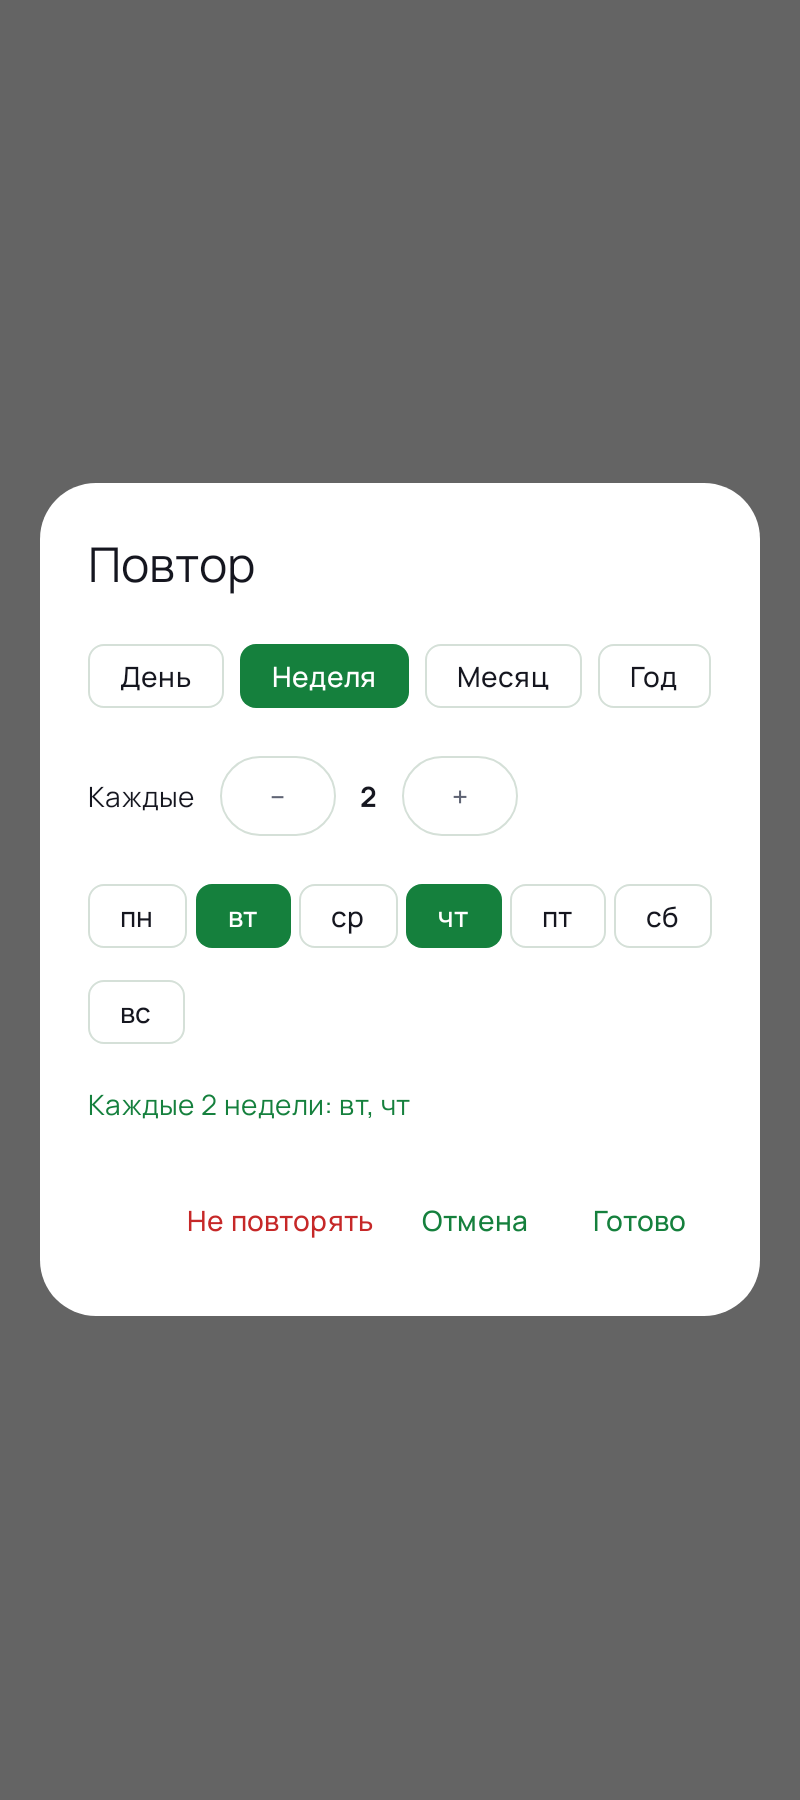 Повтор
День Неделя Месяц Год
Каждые – 2 +
пн вт ср чт пт сб
вс
Каждые 2 недели: вт, чт
Не повторять Отмена Готово